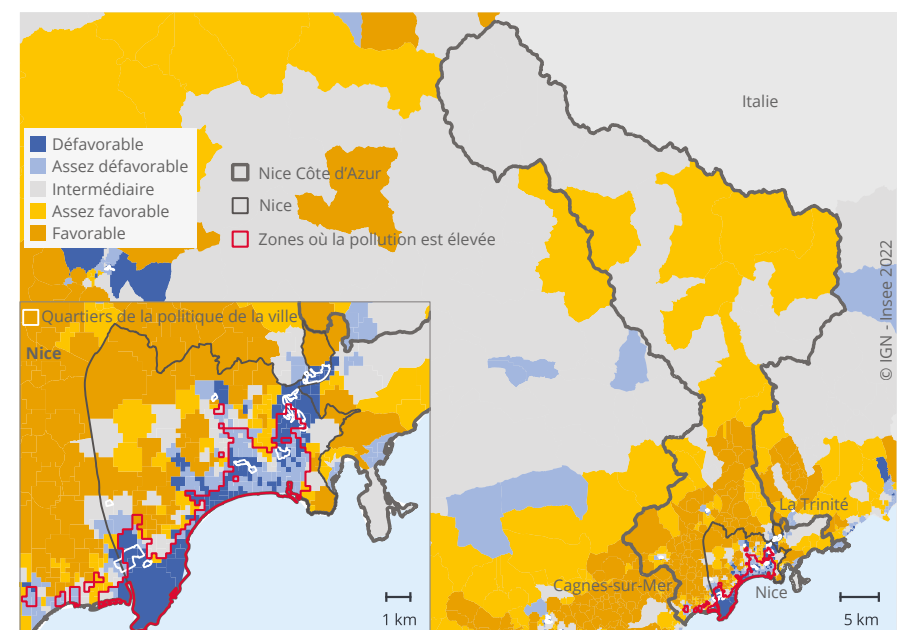 Italie
Défavorable
Assez défavorable
Intermédiaire
Assez favorable
Favorable
Nice Côte d'Azur
Nice
Zones où la pollution est élevée
© IGN - Insee 2022
Quartiers de la politique de la ville
Nice
1 km
La Trinité
Cagnes-sur-Mer
Nice
5 km